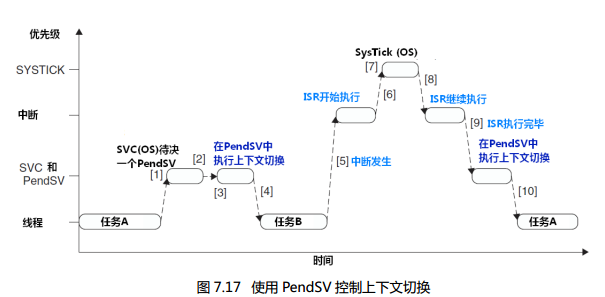 优先级
SysTick (OS)
SYSTICK
[7]
[8]
ISR开始执行
[6]
ISR继续执行
中断
[9] ISR执行完毕
SVC(OS)待决
一个PendSV
[2]
在PendSV中
执行上下文切换
[5] 中断发生
在PendSV中
执行上下文切换
SVC 和
PendSV
[1]
[3]
[4]
[10]
线程
任务A
任务B
任务A
时间
图 7.17 使用 PendSV 控制上下文切换